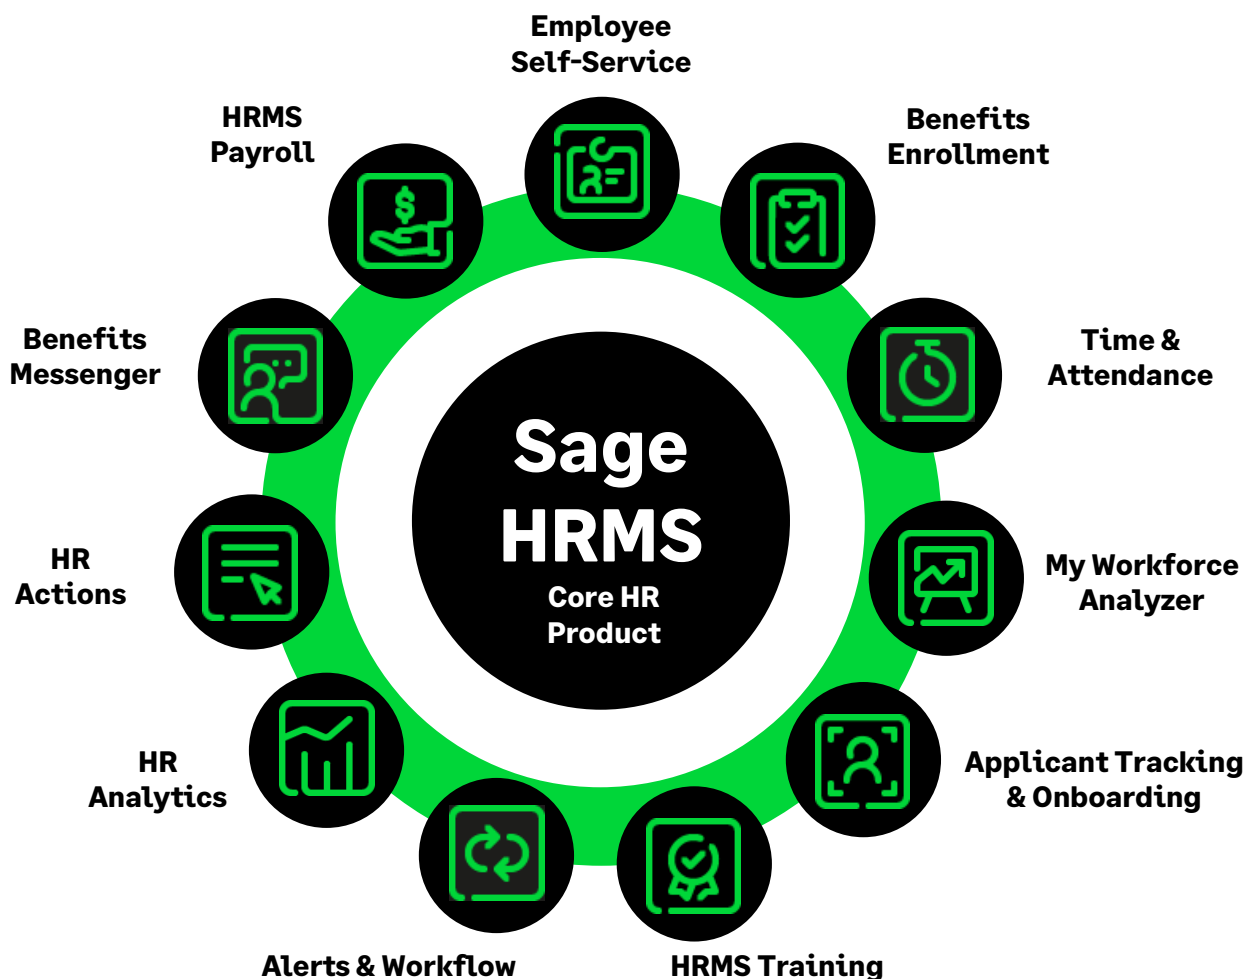 Employee
Self-Service
HRMS
Payroll
Benefits
Enrollment
Benefits
Messenger
Time &
Attendance
Sage
HRMS
Core HR
Product
HR
Actions
My Workforce
Analyzer
HR
Analytics
Applicant Tracking
& Onboarding
Alerts & Workflow
HRMS Training